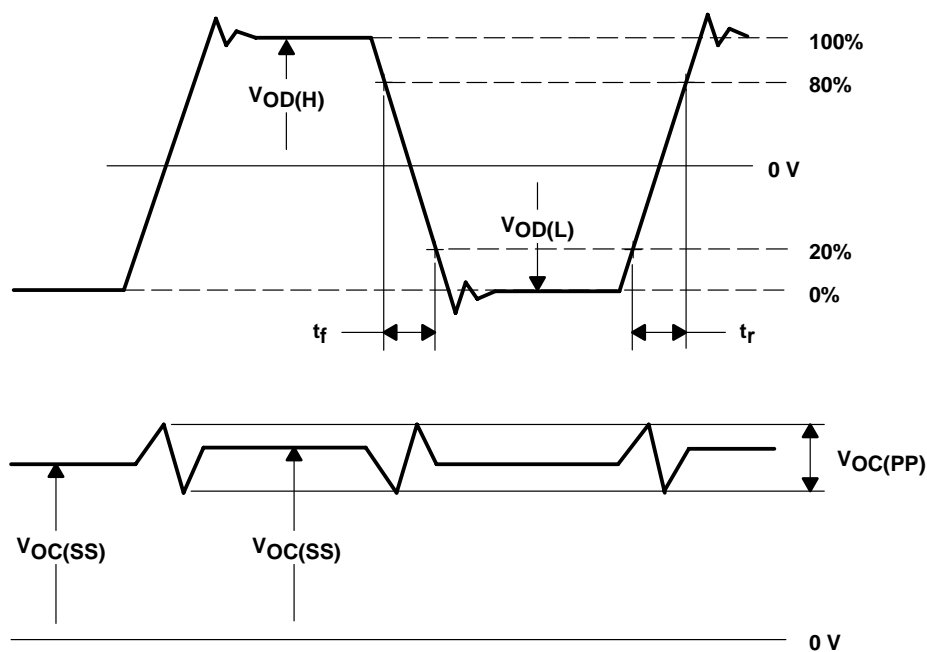 100%
80%
VOD(H)
0 V
VOD(L)
20%
0%
tf
tr
VOC(PP)
VOC(SS)
VOC(SS)
0 V